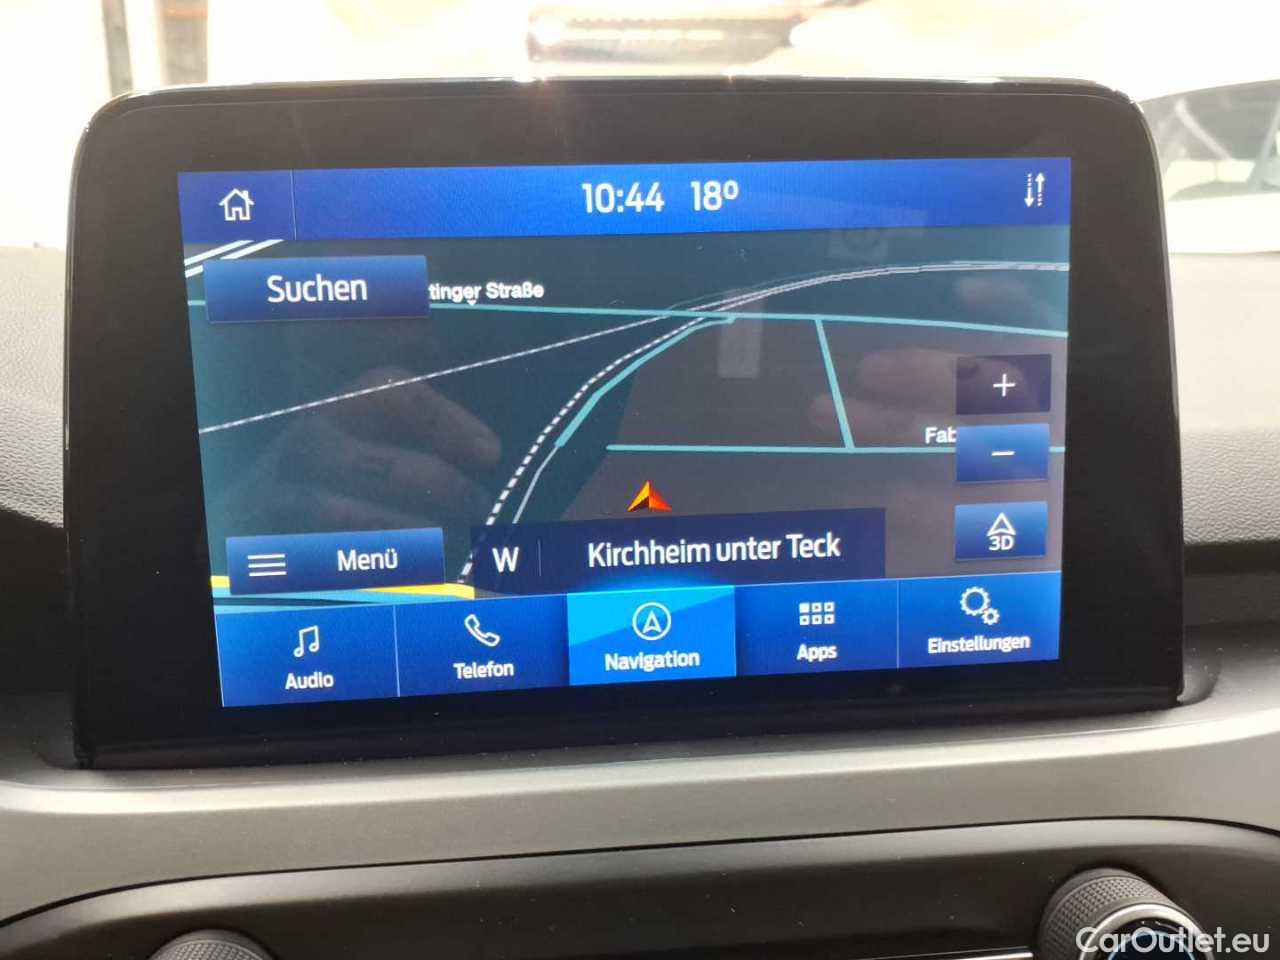 10:44 18°
Suchen
tinger Straße
+
Fab
−
3D
W Kirchheim unter Teck
Menü
Audio
Telefon
Navigation
Apps
Einstellungen
CarOutlet.eu